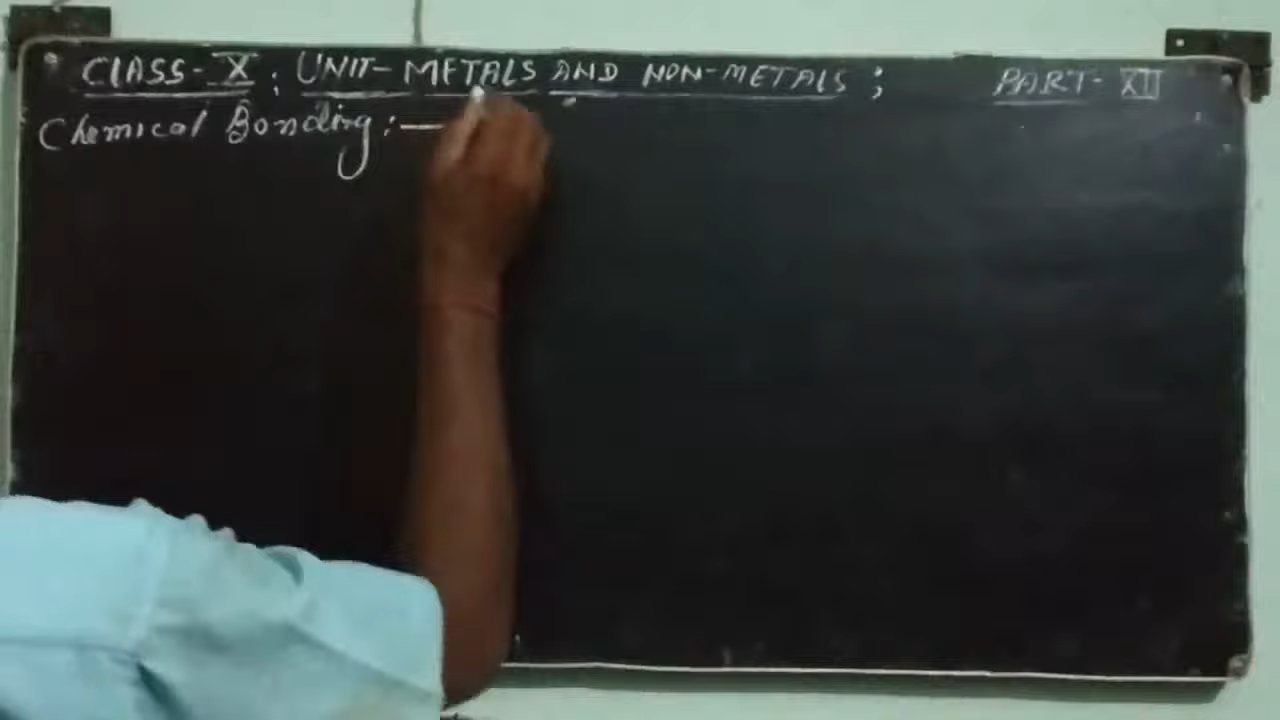 CLASS-X; UNIT-METALS AND NON-METALS; PART-XII
Chemical Bonding:—